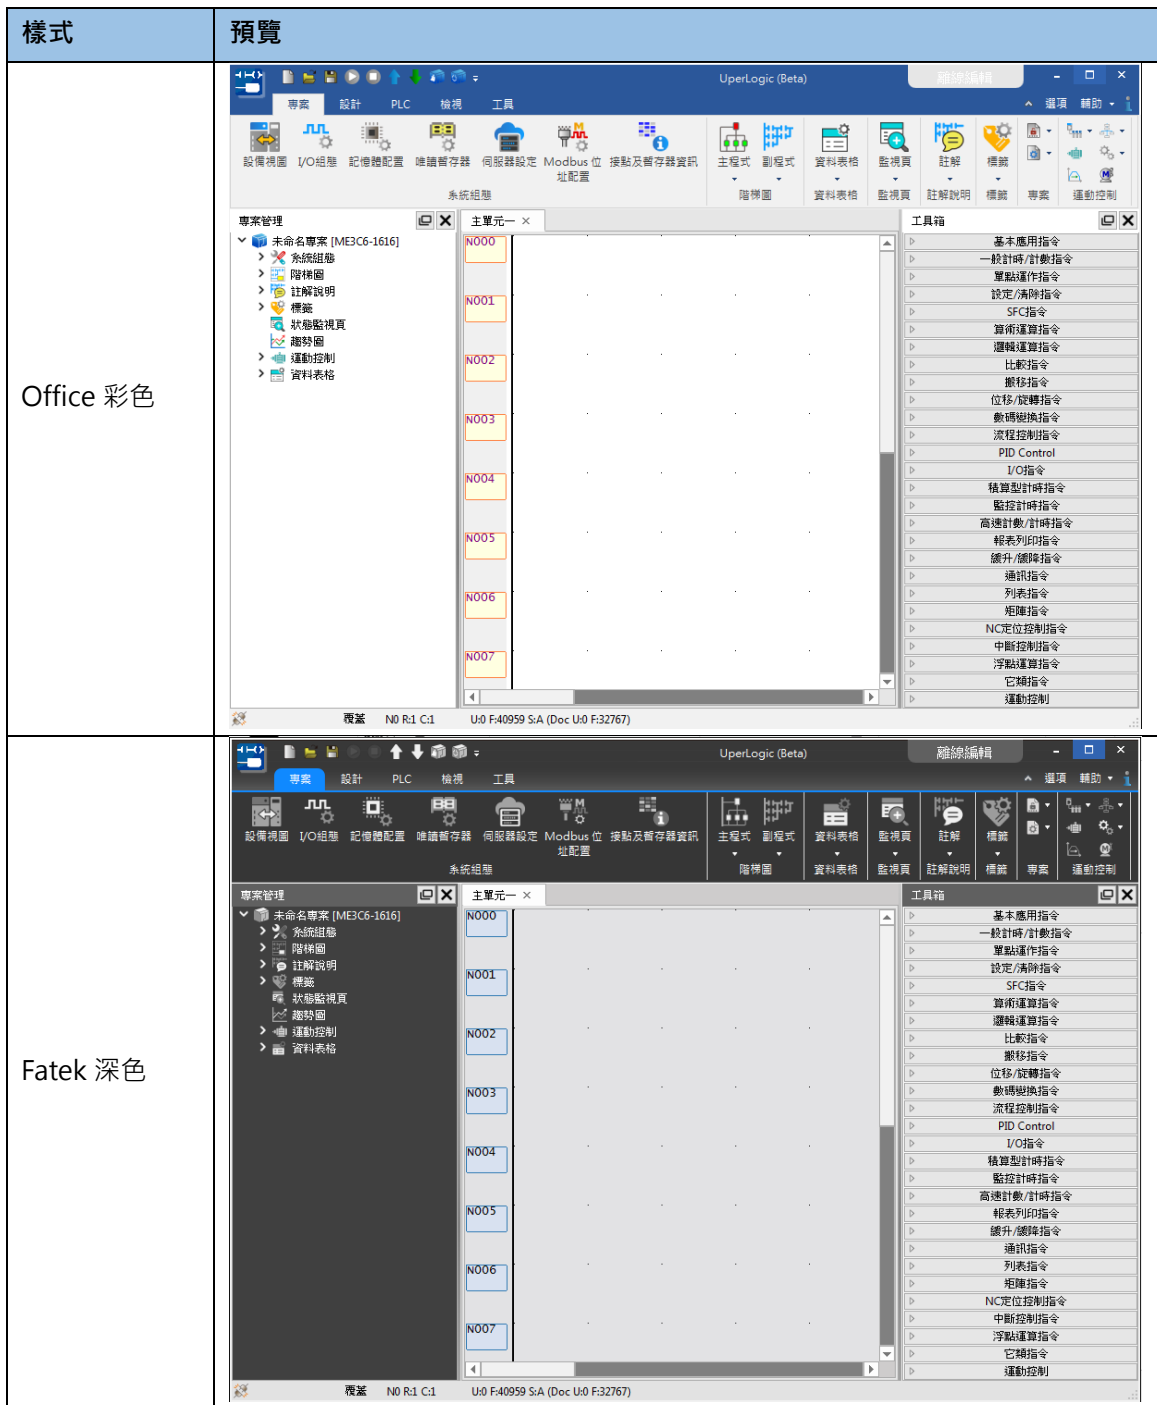 樣式 預覽
Office 彩色
UperLogic (Beta) 離線編輯
專案 設計 PLC 檢視 工具 選項 輔助
設備視圖 I/O組態 記憶體配置 唯讀暫存器 伺服器設定 Modbus 位址配置 接點及暫存器資訊 主程式 副程式 資料表格 監視頁 註解 標籤
系統組態 階梯圖 資料表格 監視頁 註解說明 標籤 專案 運動控制
專案管理 主單元一 工具箱
未命名專案 [ME3C6-1616]
系統組態
階梯圖
註解說明
標籤
狀態監視頁
趨勢圖
運動控制
資料表格
N000
N001
N002
N003
N004
N005
N006
N007
基本應用指令
一般計時/計數指令
單點運作指令
設定/清除指令
SFC指令
算術運算指令
邏輯運算指令
比較指令
搬移指令
位移/旋轉指令
數碼變換指令
流程控制指令
PID Control
I/O指令
積算型計時指令
監控計時指令
高速計數/計時指令
報表列印指令
緩升/緩降指令
通訊指令
列表指令
矩陣指令
NC定位控制指令
中斷控制指令
浮點運算指令
它類指令
運動控制
覆蓋 N0 R:1 C:1 U:0 F:40959 S:A (Doc U:0 F:32767)
Fatek 深色
UperLogic (Beta) 離線編輯
專案 設計 PLC 檢視 工具 選項 輔助
設備視圖 I/O組態 記憶體配置 唯讀暫存器 伺服器設定 Modbus 位址配置 接點及暫存器資訊 主程式 副程式 資料表格 監視頁 註解 標籤
系統組態 階梯圖 資料表格 監視頁 註解說明 標籤 專案 運動控制
專案管理 主單元一 工具箱
未命名專案 [ME3C6-1616]
系統組態
階梯圖
註解說明
標籤
狀態監視頁
趨勢圖
運動控制
資料表格
N000
N001
N002
N003
N004
N005
N006
N007
基本應用指令
一般計時/計數指令
單點運作指令
設定/清除指令
SFC指令
算術運算指令
邏輯運算指令
比較指令
搬移指令
位移/旋轉指令
數碼變換指令
流程控制指令
PID Control
I/O指令
積算型計時指令
監控計時指令
高速計數/計時指令
報表列印指令
緩升/緩降指令
通訊指令
列表指令
矩陣指令
NC定位控制指令
中斷控制指令
浮點運算指令
它類指令
運動控制
覆蓋 N0 R:1 C:1 U:0 F:40959 S:A (Doc U:0 F:32767)